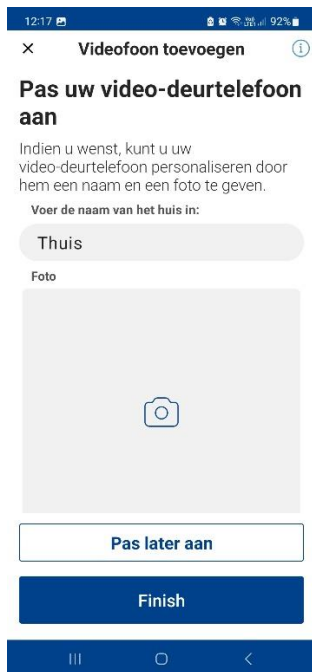 12:17 92%
Videofoon toevoegen
Pas uw video-deurtelefoon
aan
Indien u wenst, kunt u uw
video-deurtelefoon personaliseren door
hem een naam en een foto te geven.
Voer de naam van het huis in:
Thuis
Foto
Pas later aan
Finish